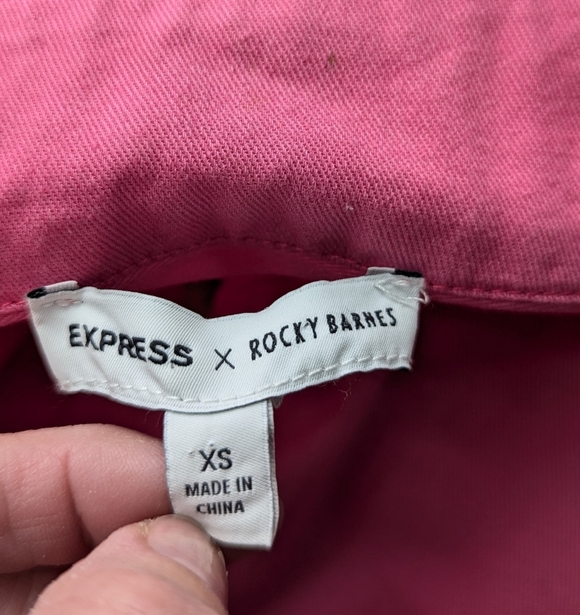 EXPRESS X ROCKY BARNES
XS
MADE IN
CHINA